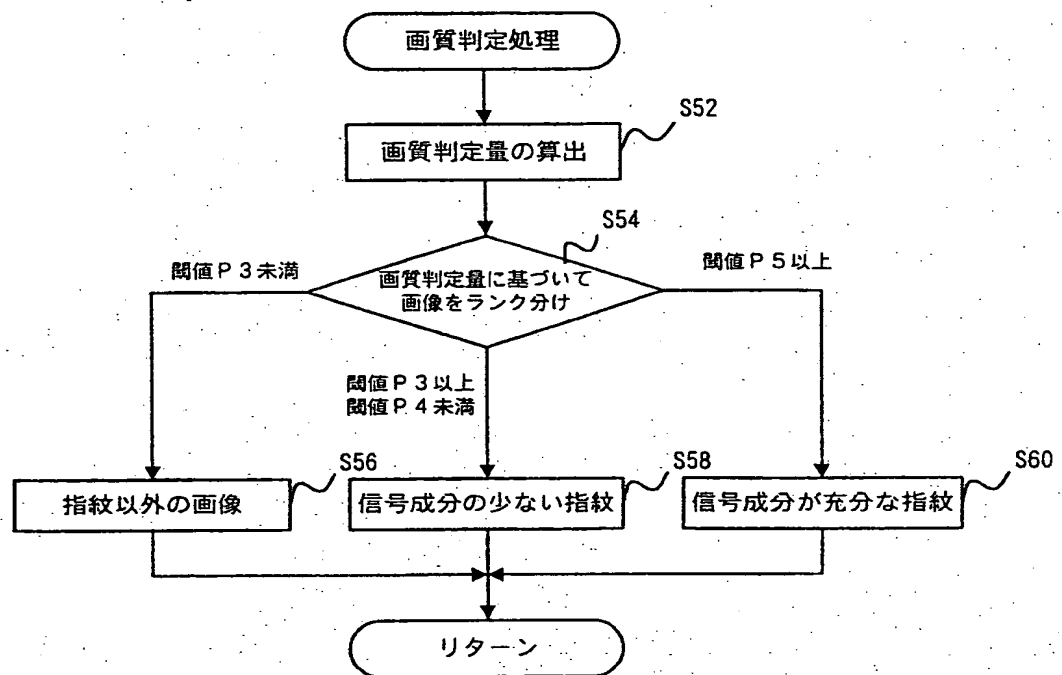 画質判定処理
S52
画質判定量の算出
S54
閾値P3未満
画質判定量に基づいて
画像をランク分け
閾値P5以上
閾値P3以上
閾値P4未満
S56
指紋以外の画像
S58
信号成分の少ない指紋
S60
信号成分が充分な指紋
リターン